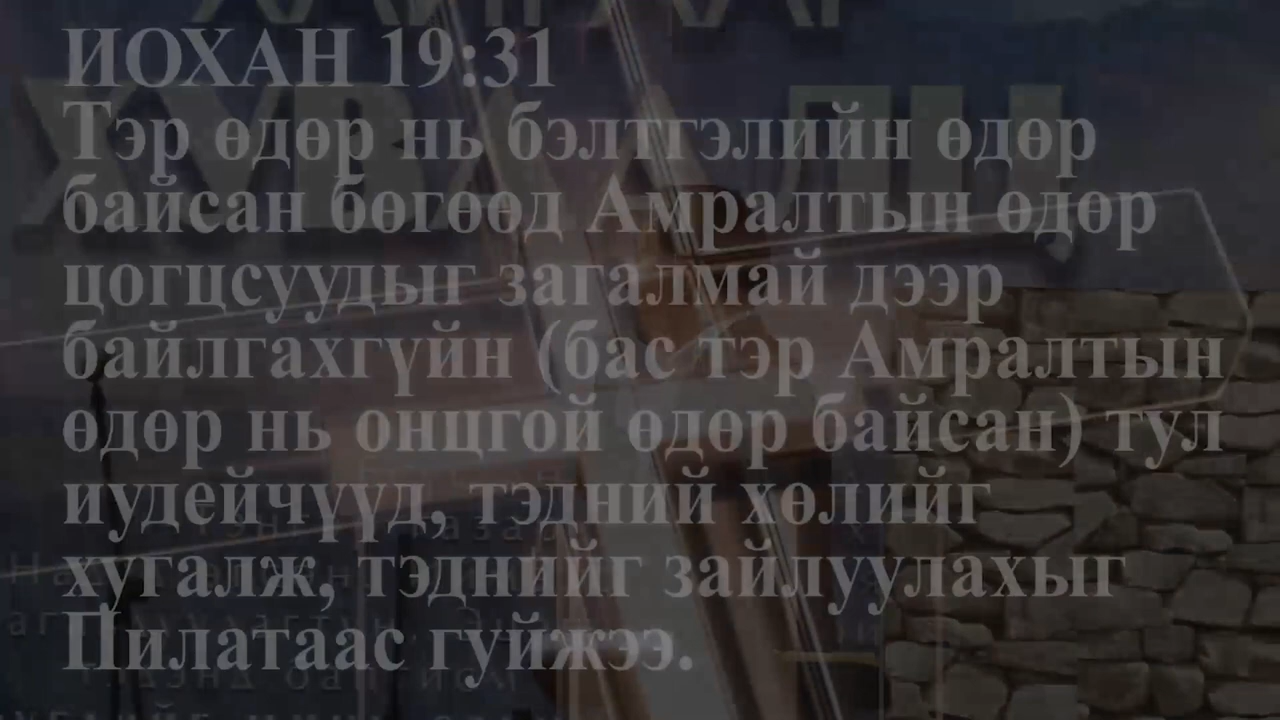 ИОХАН 19:31
Тэр өдөр нь бэлтгэлийн өдөр
байсан бөгөөд Амралтын өдөр
цогцсуудыг загалмай дээр
байлгахгүйн (бас тэр Амралтын
өдөр нь онцгой өдөр байсан) тул
иудейчүүд, тэдний хөлийг
хугалж, тэднийг зайлуулахыг
Пилатаас гуйжээ.